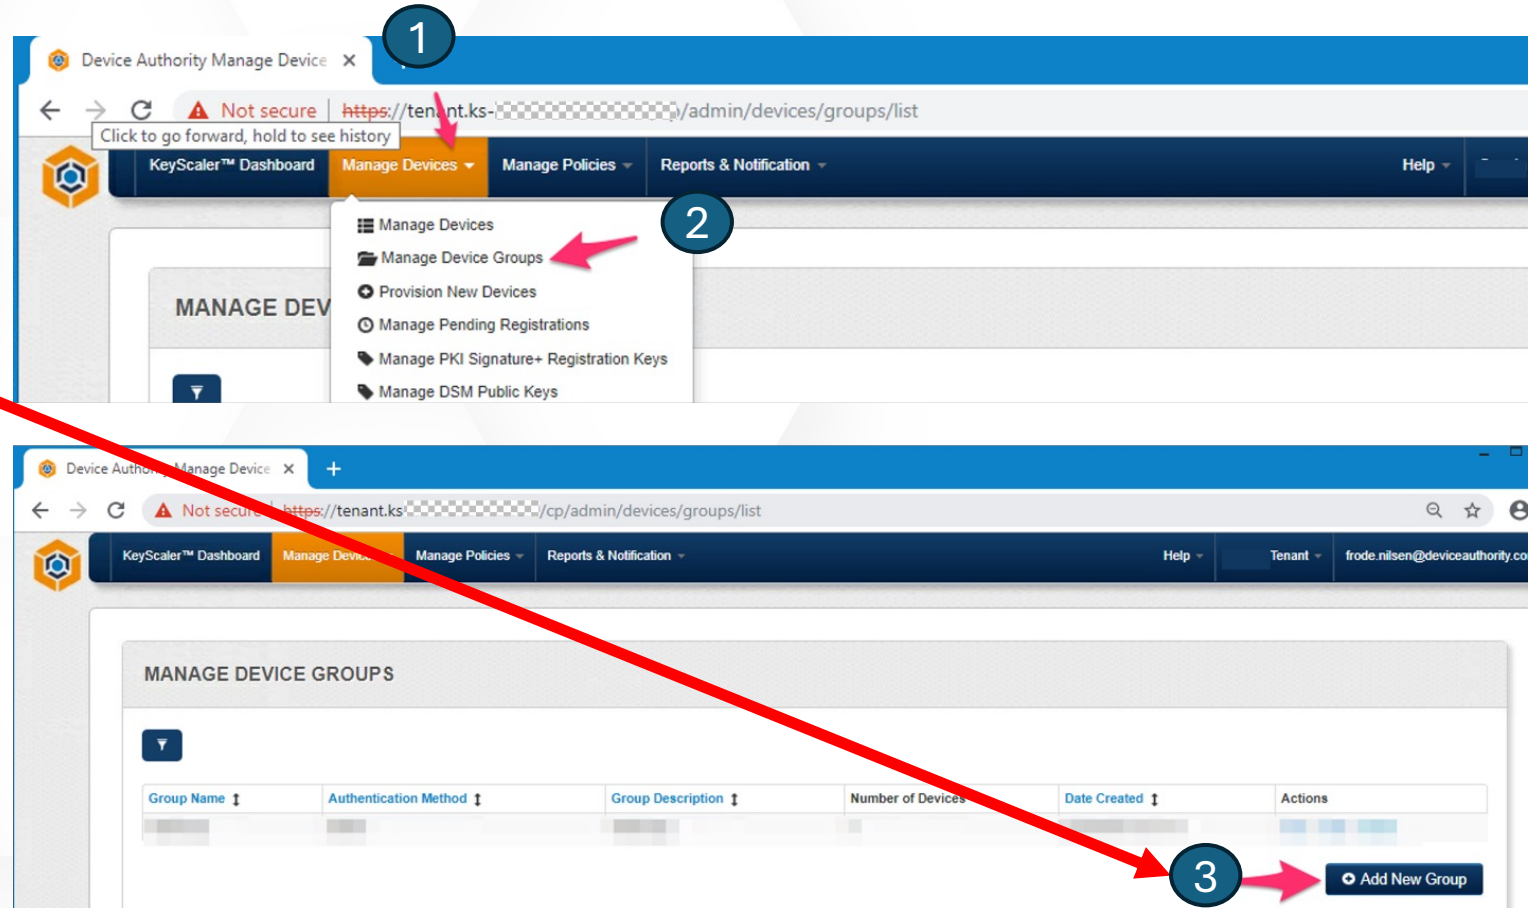 1
Device Authority Manage Device
Not secure | https://tenant.ks- /admin/devices/groups/list
Click to go forward, hold to see history
KeyScaler™ Dashboard Manage Devices Manage Policies Reports & Notification Help
2
Manage Devices
Manage Device Groups
Provision New Devices
MANAGE DEV
Manage Pending Registrations
Manage PKI Signature+ Registration Keys
Manage DSM Public Keys
Device Authority Manage Device
Not secure https://tenant.ks /cp/admin/devices/groups/list
KeyScaler™ Dashboard Manage Devices Manage Policies Reports & Notification Help Tenant frode.nilsen@deviceauthority.co
MANAGE DEVICE GROUPS
Group Name Authentication Method Group Description Number of Devices Date Created Actions
3
Add New Group